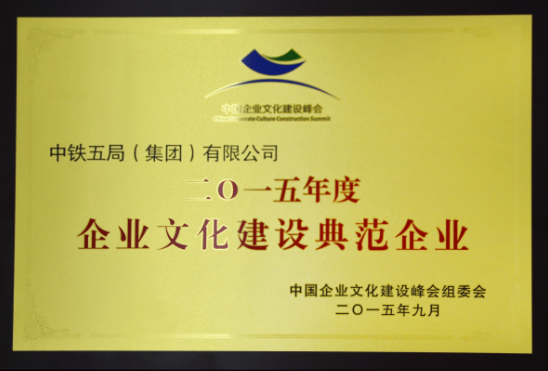 中国企业文化建设峰会
China Corporate Culture Construction Summit
中铁五局（集团）有限公司
二O一五年度
企业文化建设典范企业
中国企业文化建设峰会组委会
二〇一五年九月